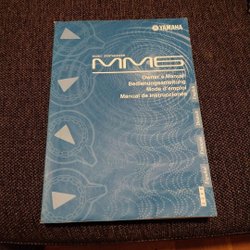 YAMAHA
MUSIC SYNTHESIZER
MM6
Owner's Manual
Bedienungsanleitung
Mode d'emploi
Manual de instrucciones